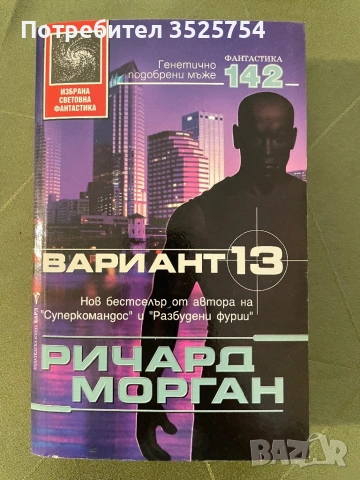 Потребител 3525754
ИЗБРАНА
СВЕТОВНА
ФАНТАСТИКА
Генетично
подобрени мъже
ФАНТАСТИКА
142
ВАРИАНТ 13
Нов бестселър от автора на
"Суперкомандос" и "Разбудени фурии"
РИЧАРД
МОРГАН
BAZAR